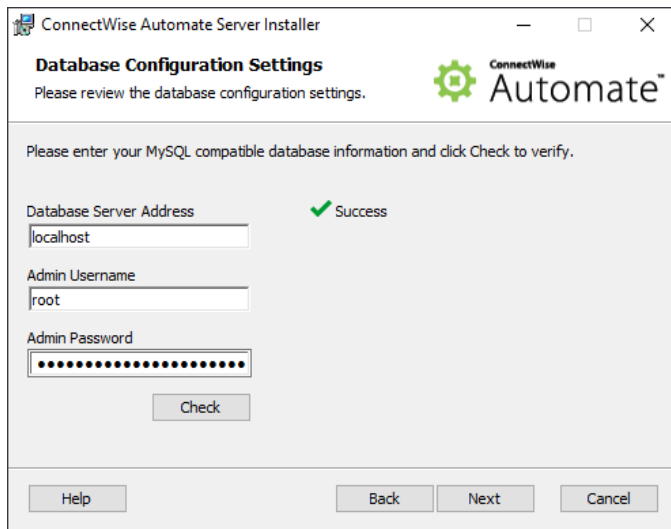 ConnectWise Automate Server Installer
Database Configuration Settings
Please review the database configuration settings.
ConnectWise
Automate™
Please enter your MySQL compatible database information and click Check to verify.
Database Server Address
Success
localhost
Admin Username
root
Admin Password
●●●●●●●●●●●●●●●●●●●●●●
Check
Help
Back
Next
Cancel